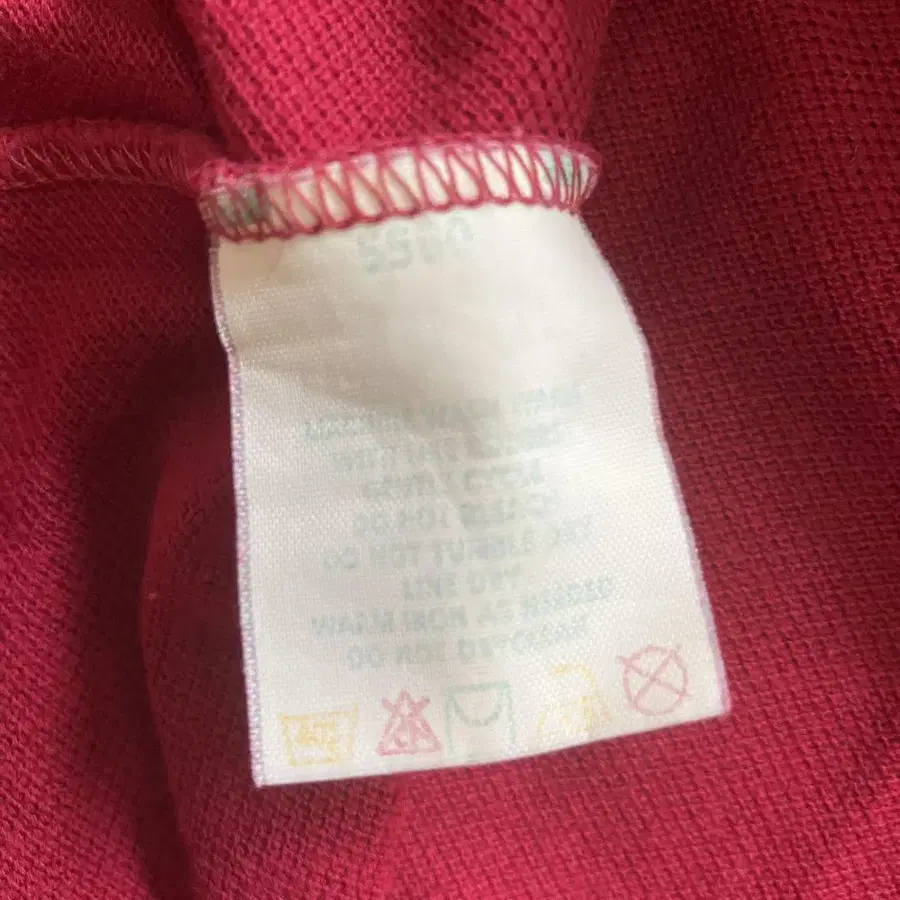 MACHINE WASH WARM
WITH LIKE COLORS
GENTLE CYCLE
DO NOT BLEACH
DO NOT TUMBLE DRY
LINE DRY
WARM IRON AS NEEDED
DO NOT DRYCLEAN